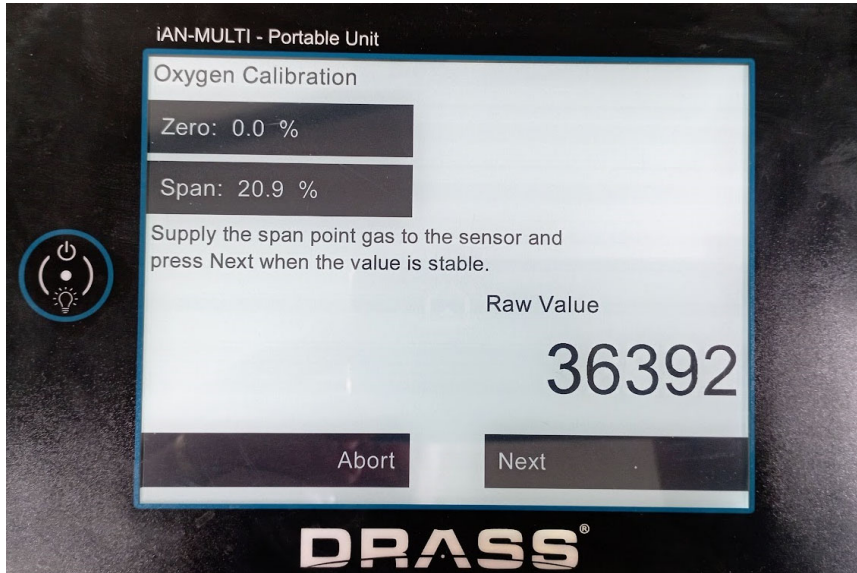 iAN-MULTI - Portable Unit
Oxygen Calibration
Zero: 0.0 %
Span: 20.9 %
Supply the span point gas to the sensor and
press Next when the value is stable.
Raw Value
36392
Abort
Next
DRASS®